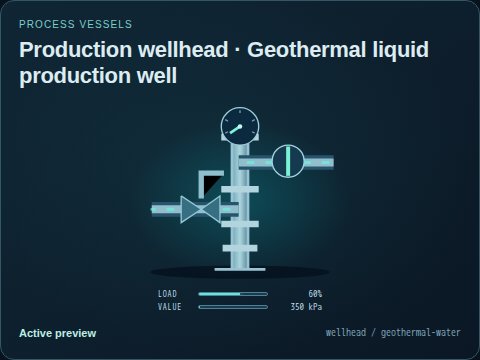 PROCESS VESSELS
Production wellhead · Geothermal liquid
production well
LOAD 60%
VALUE 350 kPa
Active preview
wellhead / geothermal-water